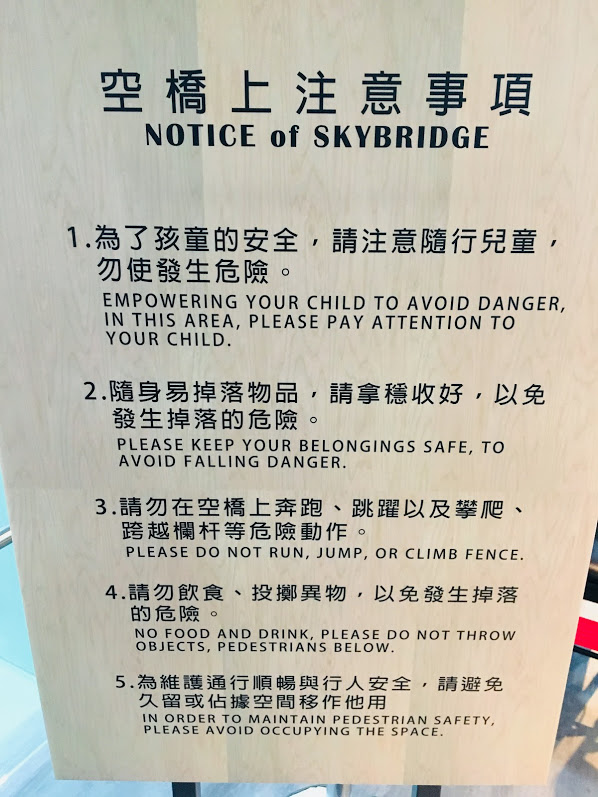 空橋上注意事項
NOTICE of SKYBRIDGE
1.為了孩童的安全，請注意隨行兒童，
勿使發生危險。
EMPOWERING YOUR CHILD TO AVOID DANGER,
IN THIS AREA, PLEASE PAY ATTENTION TO
YOUR CHILD.
2.隨身易掉落物品，請拿穩收好，以免
發生掉落的危險。
PLEASE KEEP YOUR BELONGINGS SAFE, TO
AVOID FALLING DANGER.
3.請勿在空橋上奔跑、跳躍以及攀爬、
跨越欄杆等危險動作。
PLEASE DO NOT RUN, JUMP, OR CLIMB FENCE.
4.請勿飲食、投擲異物，以免發生掉落
的危險。
NO FOOD AND DRINK, PLEASE DO NOT THROW
OBJECTS, PEDESTRIANS BELOW.
5.為維護通行順暢與行人安全，請避免
久留或佔據空間移作他用
IN ORDER TO MAINTAIN PEDESTRIAN SAFETY,
PLEASE AVOID OCCUPYING THE SPACE.